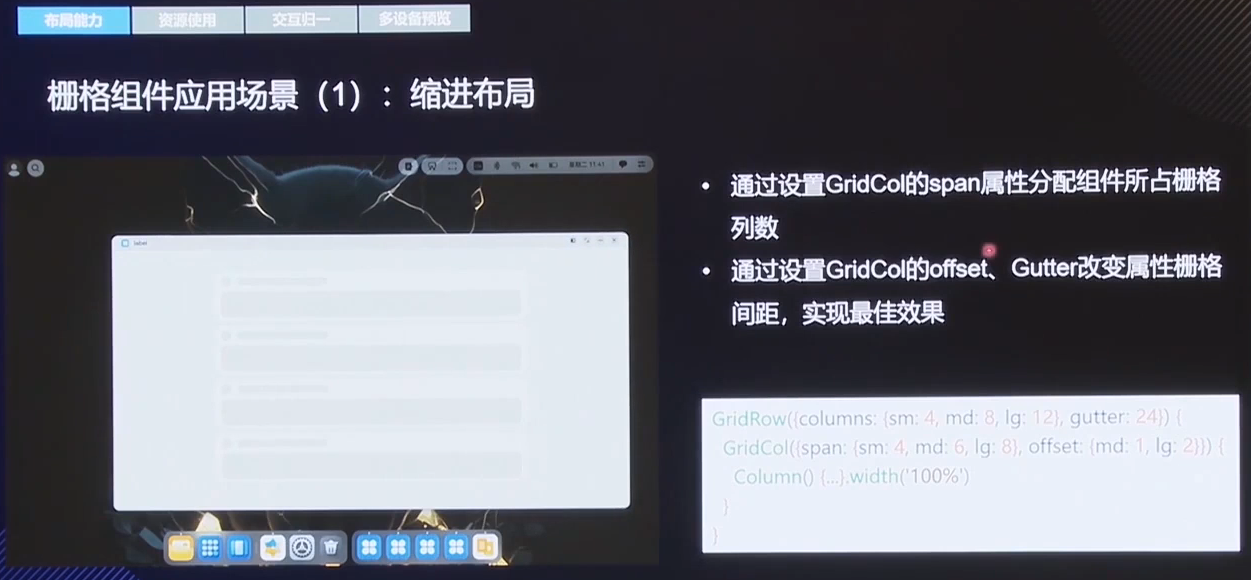 布局能力
资源使用
交互归一
多设备预览
栅格组件应用场景（1）：缩进布局
星期二 11:41
label
• 通过设置GridCol的span属性分配组件所占栅格
列数
• 通过设置GridCol的offset、Gutter改变属性栅格
间距，实现最佳效果
GridRow({columns: {sm: 4, md: 8, lg: 12}, gutter: 24}) {
GridCol({span: {sm: 4, md: 6, lg: 8}, offset: {md: 1, lg: 2}}) {
Column() {...}.width('100%')
}
}